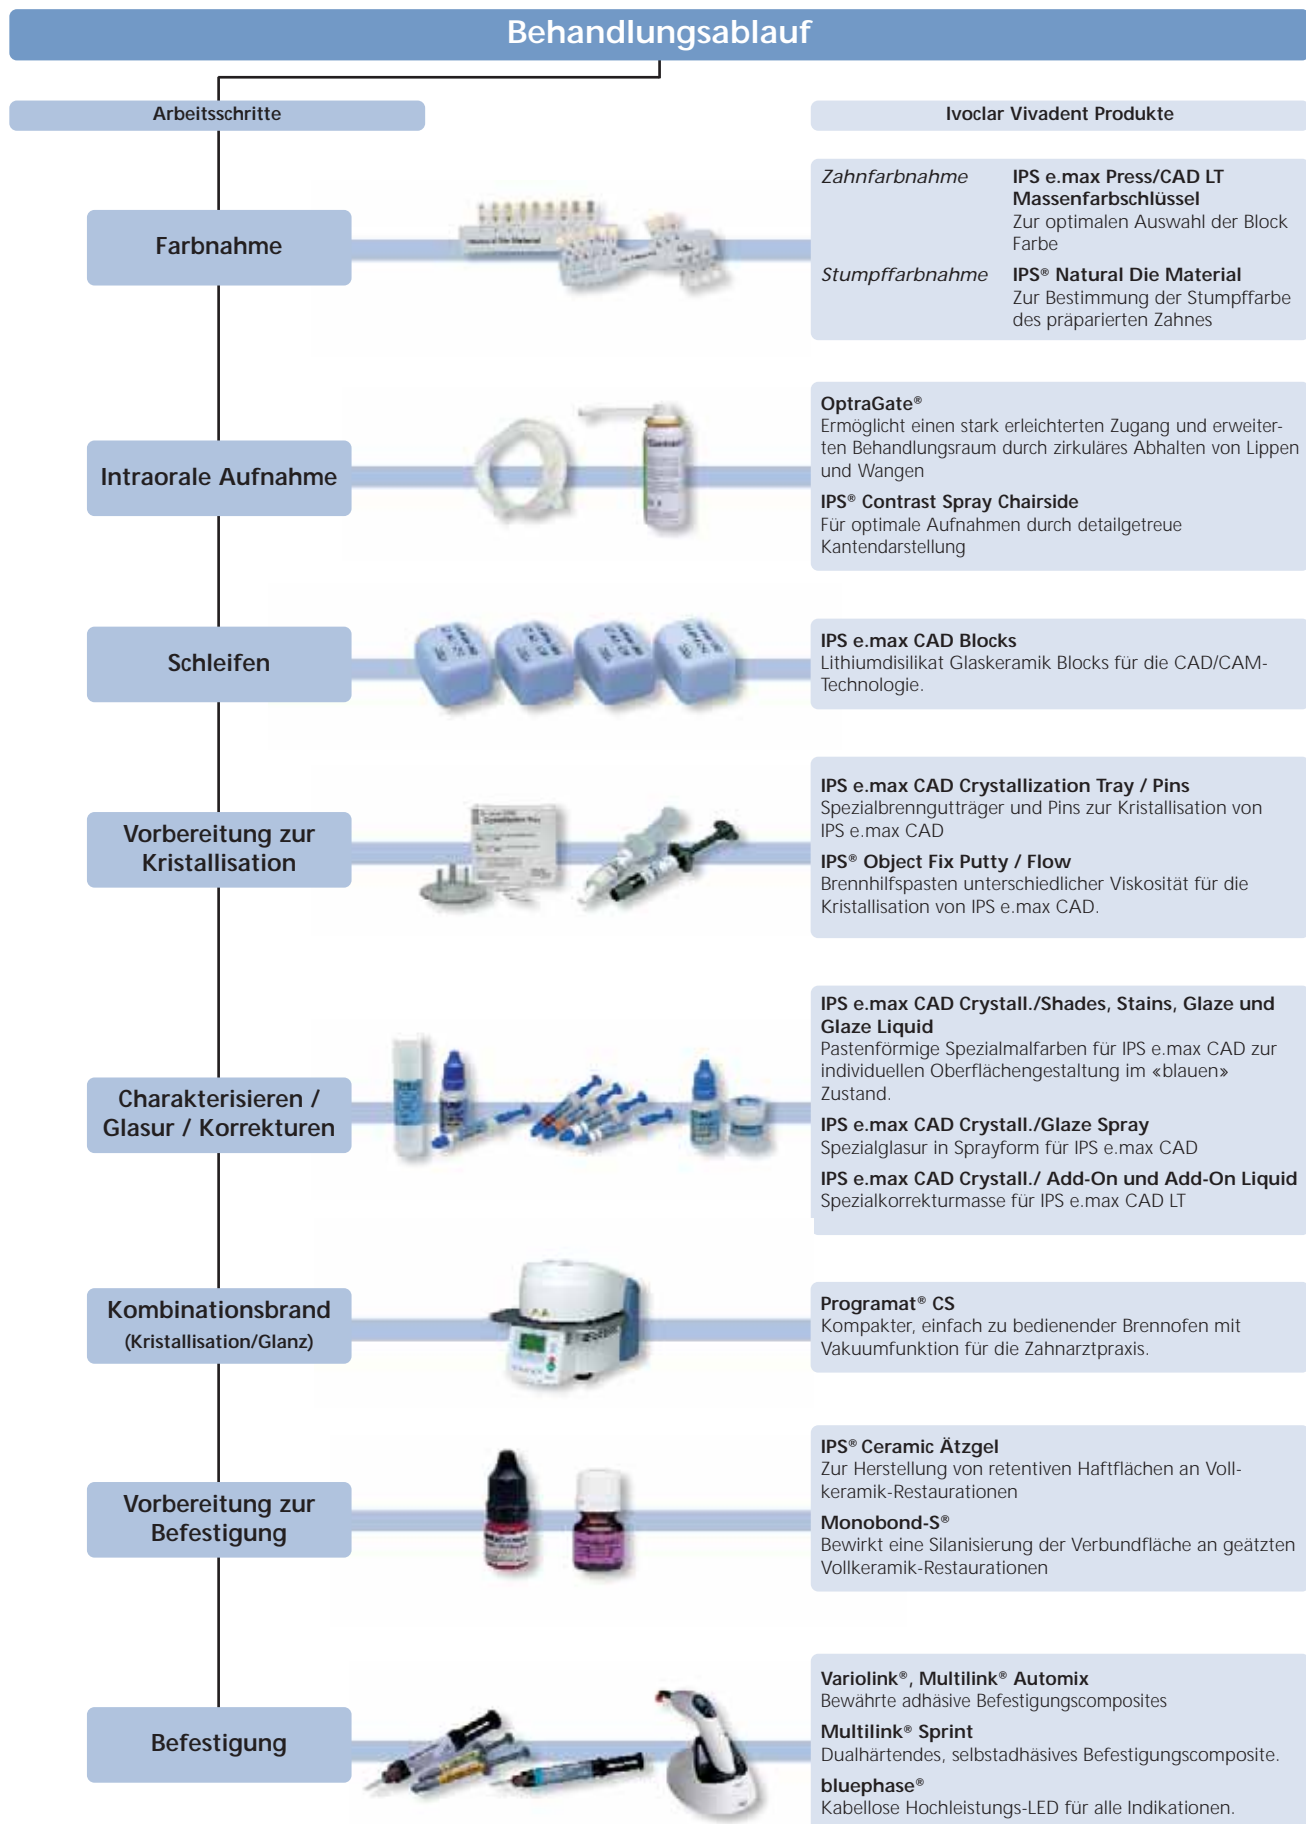 Behandlungsablauf
Arbeitsschritte
Ivoclar Vivadent Produkte
Farbnahme
Zahnfarbnahme
IPS e.max Press/CAD LT
Massenfarbschlüssel
Zur optimalen Auswahl der Block
Farbe
Stumpffarbnahme
IPS® Natural Die Material
Zur Bestimmung der Stumpffarbe
des präparierten Zahnes
Intraorale Aufnahme
OptraGate®
Ermöglicht einen stark erleichterten Zugang und erweiter-
ten Behandlungsraum durch zirkuläres Abhalten von Lippen
und Wangen
IPS® Contrast Spray Chairside
Für optimale Aufnahmen durch detailgetreue
Kantendarstellung
Schleifen
IPS e.max CAD Blocks
Lithiumdisilikat Glaskeramik Blocks für die CAD/CAM-
Technologie.
Vorbereitung zur
Kristallisation
IPS e.max CAD Crystallization Tray / Pins
Spezialbrenngutträger und Pins zur Kristallisation von
IPS e.max CAD
IPS® Object Fix Putty / Flow
Brennhilfspasten unterschiedlicher Viskosität für die
Kristallisation von IPS e.max CAD.
Charakterisieren /
Glasur / Korrekturen
IPS e.max CAD Crystall./Shades, Stains, Glaze und
Glaze Liquid
Pastenförmige Spezialmalfarben für IPS e.max CAD zur
individuellen Oberflächengestaltung im «blauen»
Zustand.
IPS e.max CAD Crystall./Glaze Spray
Spezialglasur in Sprayform für IPS e.max CAD
IPS e.max CAD Crystall./ Add-On und Add-On Liquid
Spezialkorrekturmasse für IPS e.max CAD LT
Kombinationsbrand
(Kristallisation/Glanz)
Programat® CS
Kompakter, einfach zu bedienender Brennofen mit
Vakuumfunktion für die Zahnarztpraxis.
Vorbereitung zur
Befestigung
IPS® Ceramic Ätzgel
Zur Herstellung von retentiven Haftflächen an Voll-
keramik-Restaurationen
Monobond-S®
Bewirkt eine Silanisierung der Verbundfläche an geätzten
Vollkeramik-Restaurationen
Befestigung
Variolink®, Multilink® Automix
Bewährte adhäsive Befestigungscomposites
Multilink® Sprint
Dualhärtendes, selbstadhäsives Befestigungscomposite.
bluephase®
Kabellose Hochleistungs-LED für alle Indikationen.